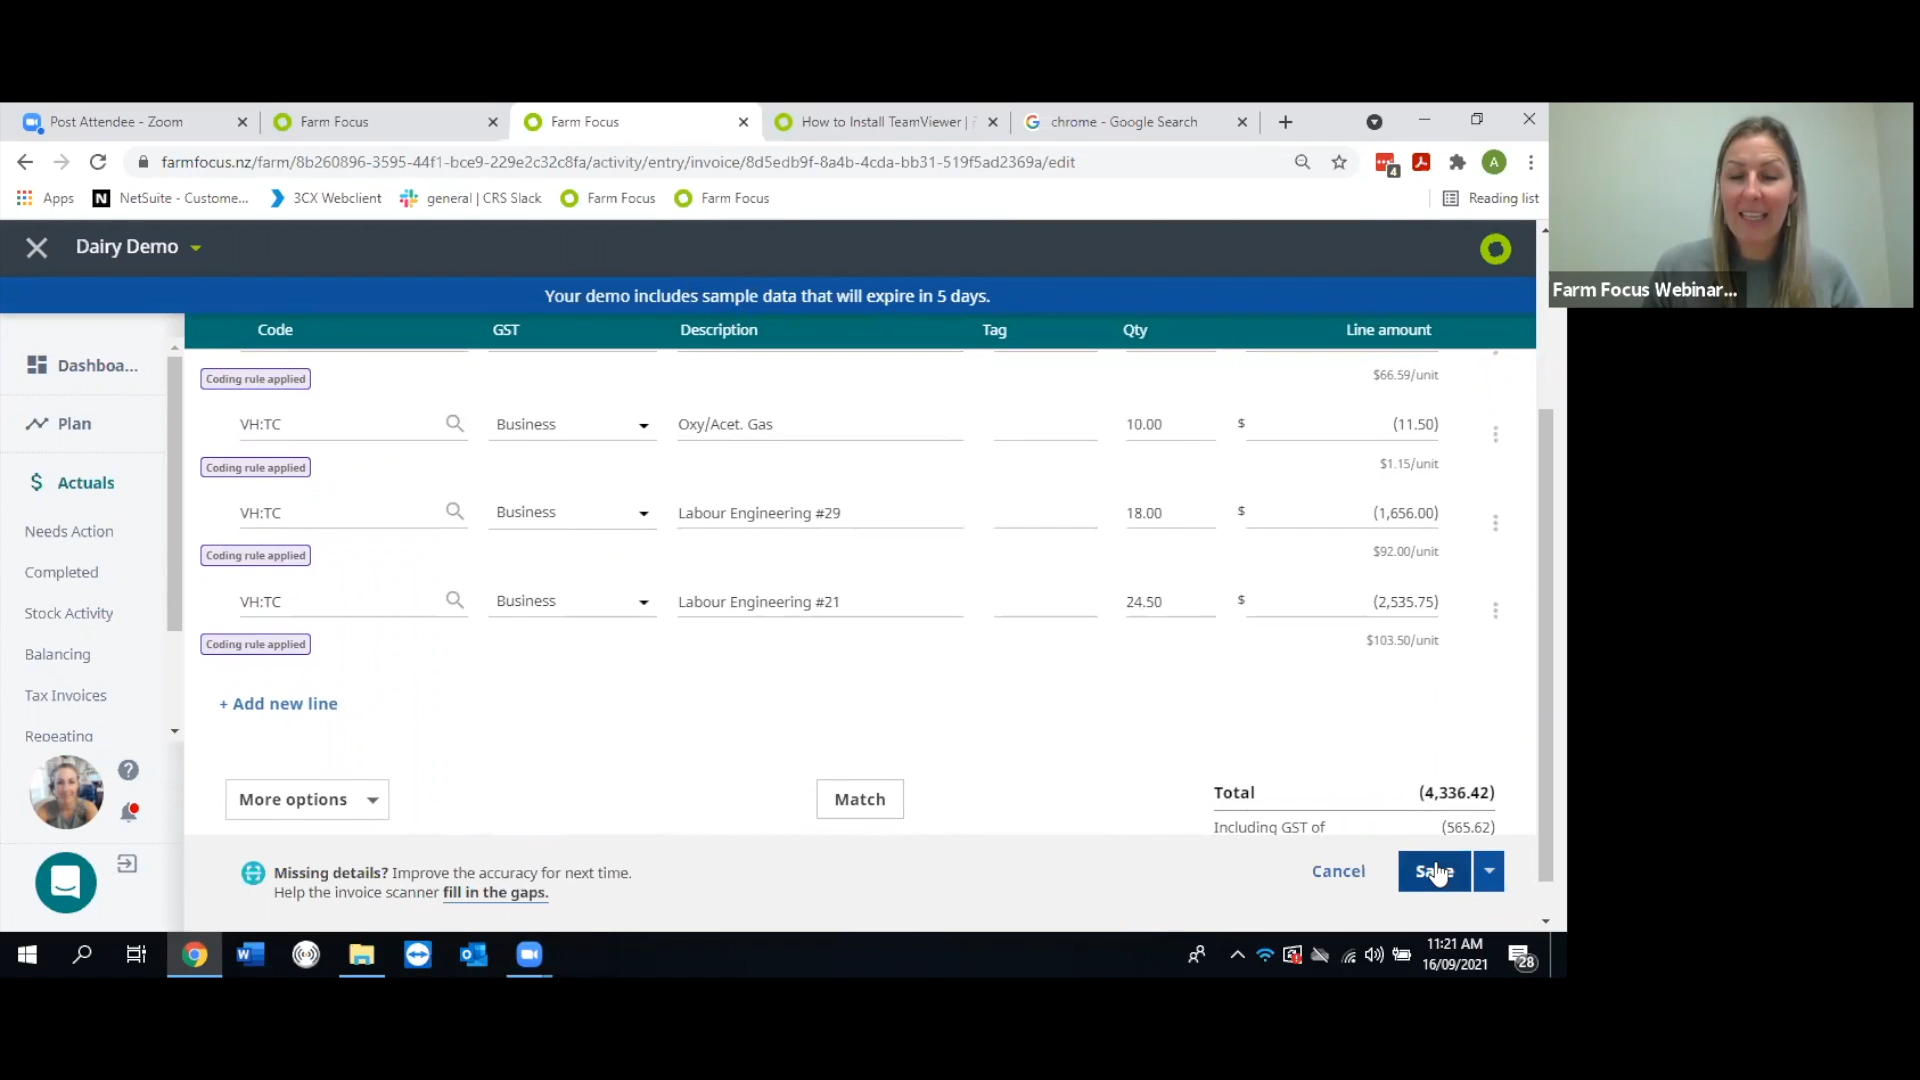 Post Attendee - Zoom
Farm Focus
Farm Focus
How to Install TeamViewer |
chrome - Google Search
farmfocus.nz/farm/8b260896-3595-44f1-bce9-229e2c32c8fa/activity/entry/invoice/8d5edb9f-8a4b-4cda-bb31-519f5ad2369a/edit
4
A
Apps
NetSuite - Custome...
3CX Webclient
general | CRS Slack
Farm Focus
Farm Focus
Reading list
Dairy Demo
Farm Focus Webinar...
Your demo includes sample data that will expire in 5 days.
Code GST Description Tag Qty Line amount
Dashboa...
Plan
Actuals
Needs Action
Completed
Stock Activity
Balancing
Tax Invoices
Repeating
Coding rule applied $66.59/unit
VH:TC Business Oxy/Acet. Gas 10.00 $ (11.50)
Coding rule applied $1.15/unit
VH:TC Business Labour Engineering #29 18.00 $ (1,656.00)
Coding rule applied $92.00/unit
VH:TC Business Labour Engineering #21 24.50 $ (2,535.75)
Coding rule applied $103.50/unit
+ Add new line
More options
Match
Total (4,336.42)
Including GST of (565.62)
Missing details? Improve the accuracy for next time.
Help the invoice scanner fill in the gaps.
Cancel
Save
11:21 AM
16/09/2021
28